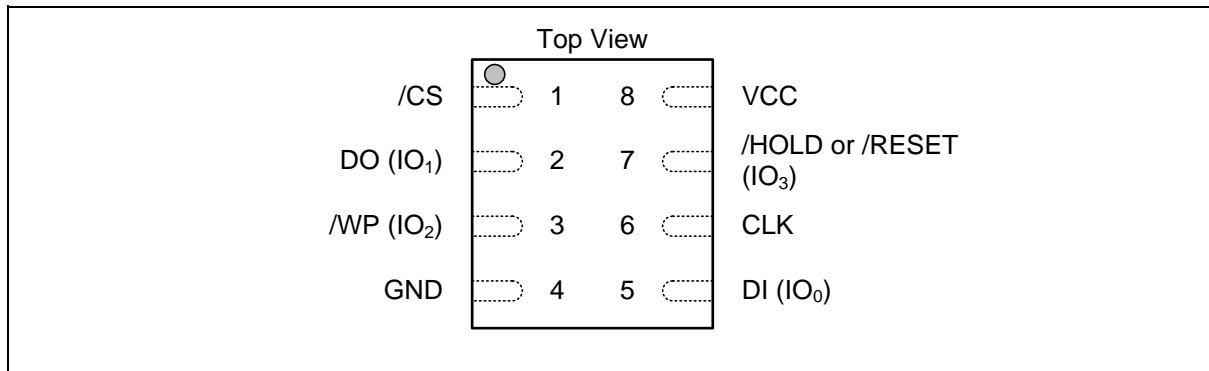 Top View
/CS 1 8 VCC
DO (IO₁) 2 7 /HOLD or /RESET
(IO₃)
/WP (IO₂) 3 6 CLK
GND 4 5 DI (IO₀)